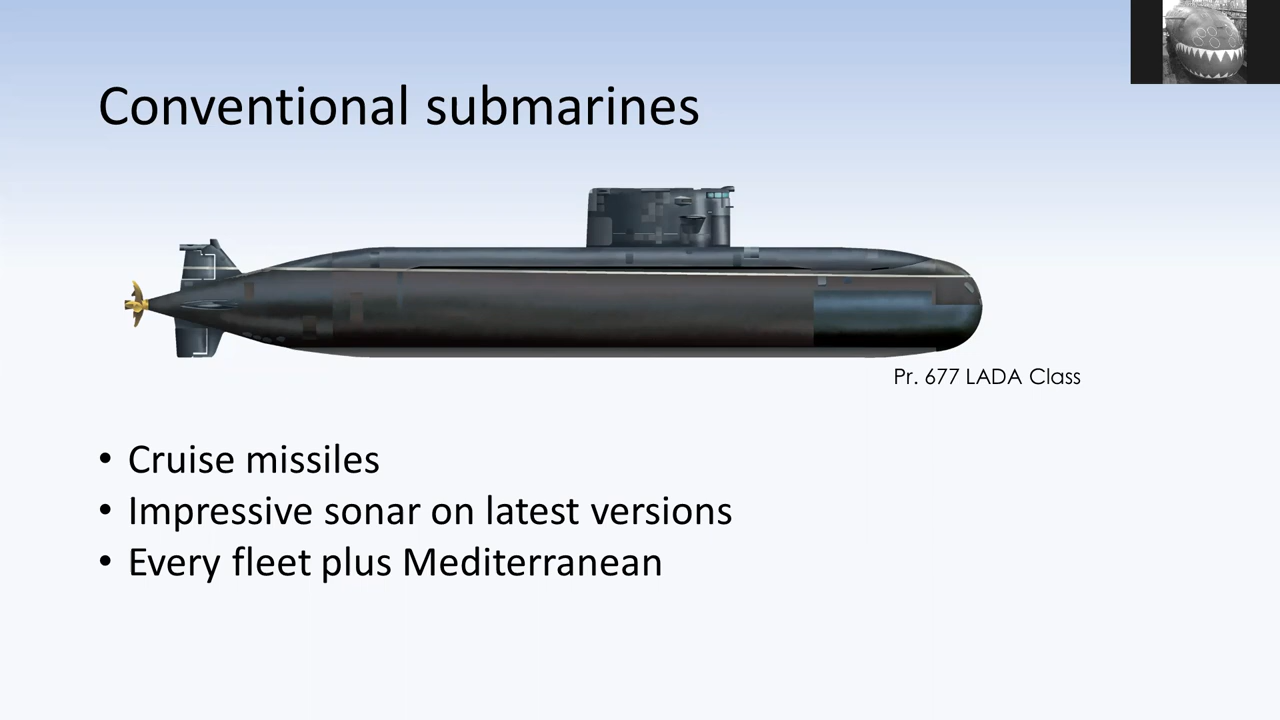 Conventional submarines
Pr. 677 LADA Class
• Cruise missiles
• Impressive sonar on latest versions
• Every fleet plus Mediterranean